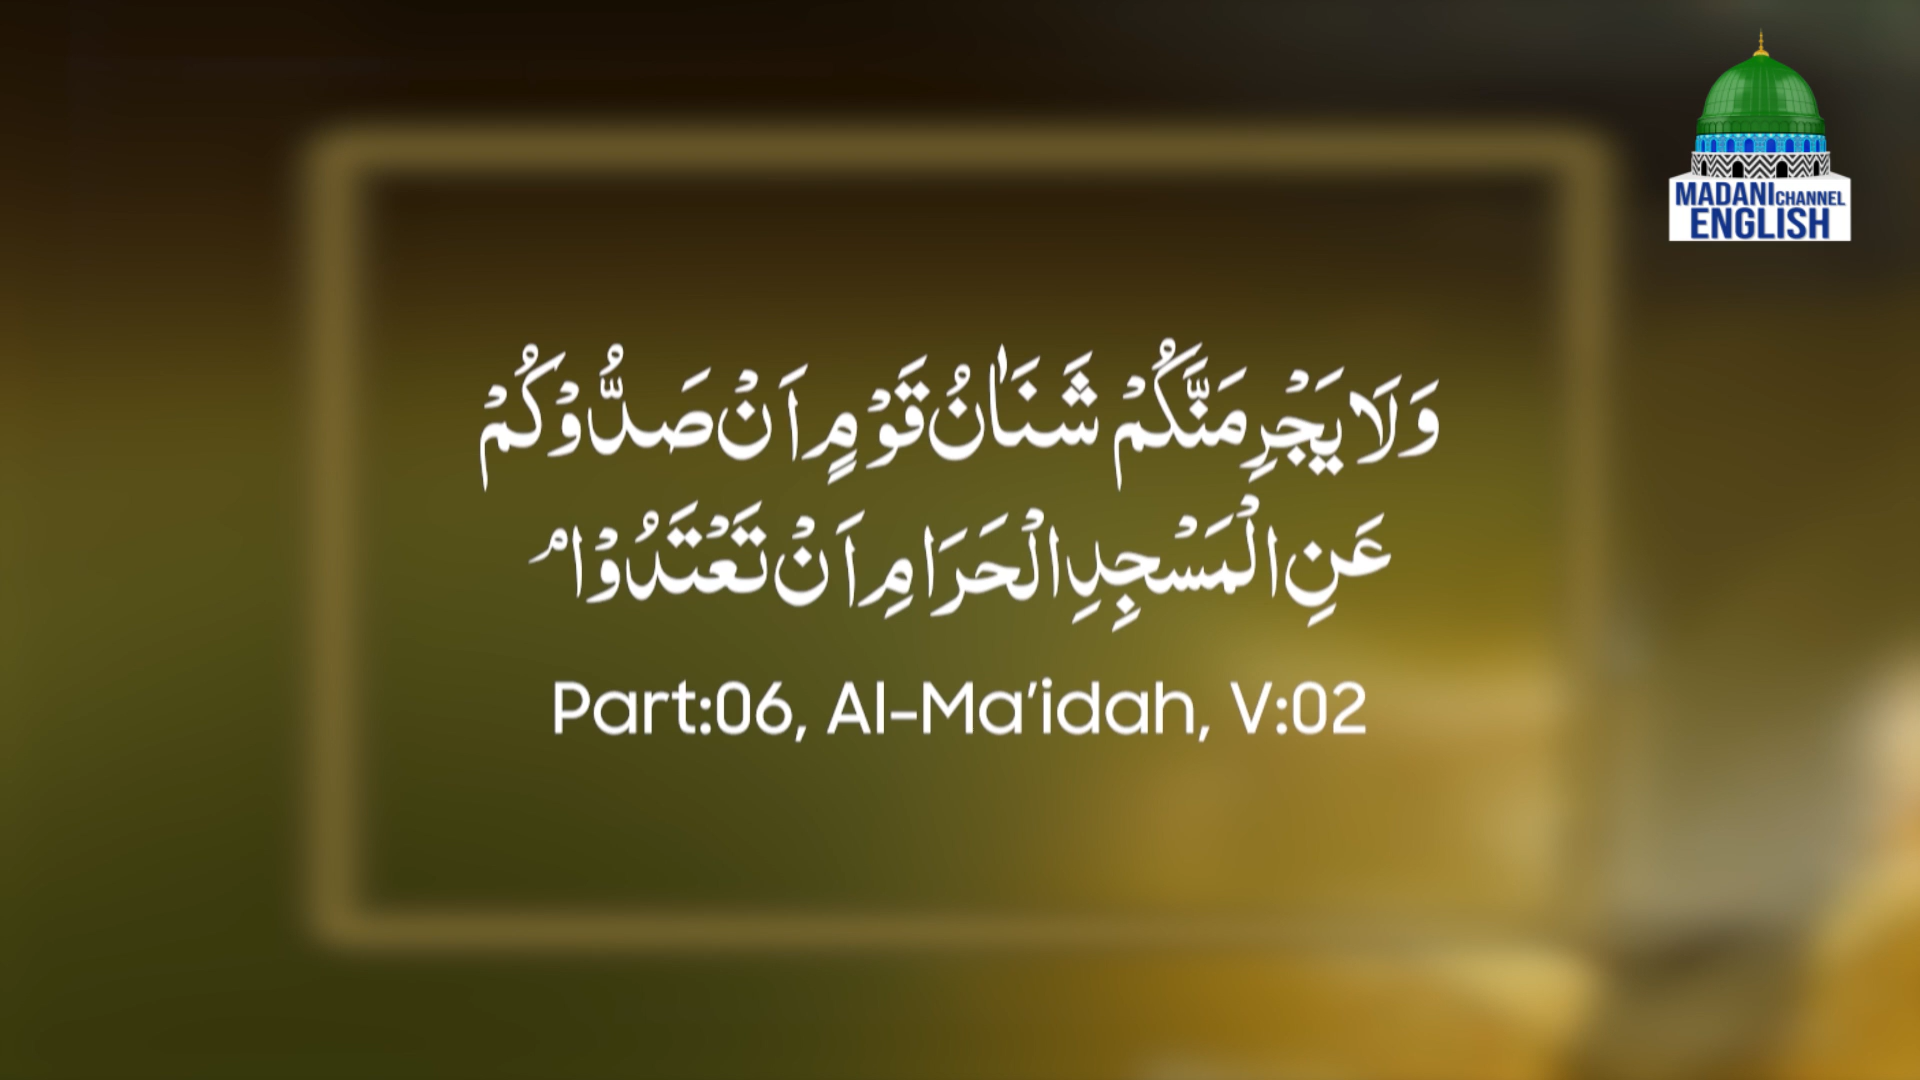 MADANI CHANNEL
ENGLISH
وَلَا يَجْرِمَنَّكُمْ شَنَاٰنُ قَوْمٍ اَنْ صَدُّوْكُمْ
عَنِ الْمَسْجِدِ الْحَرَامِ اَنْ تَعْتَدُوْاۘ
Part:06, Al-Ma’idah, V:02